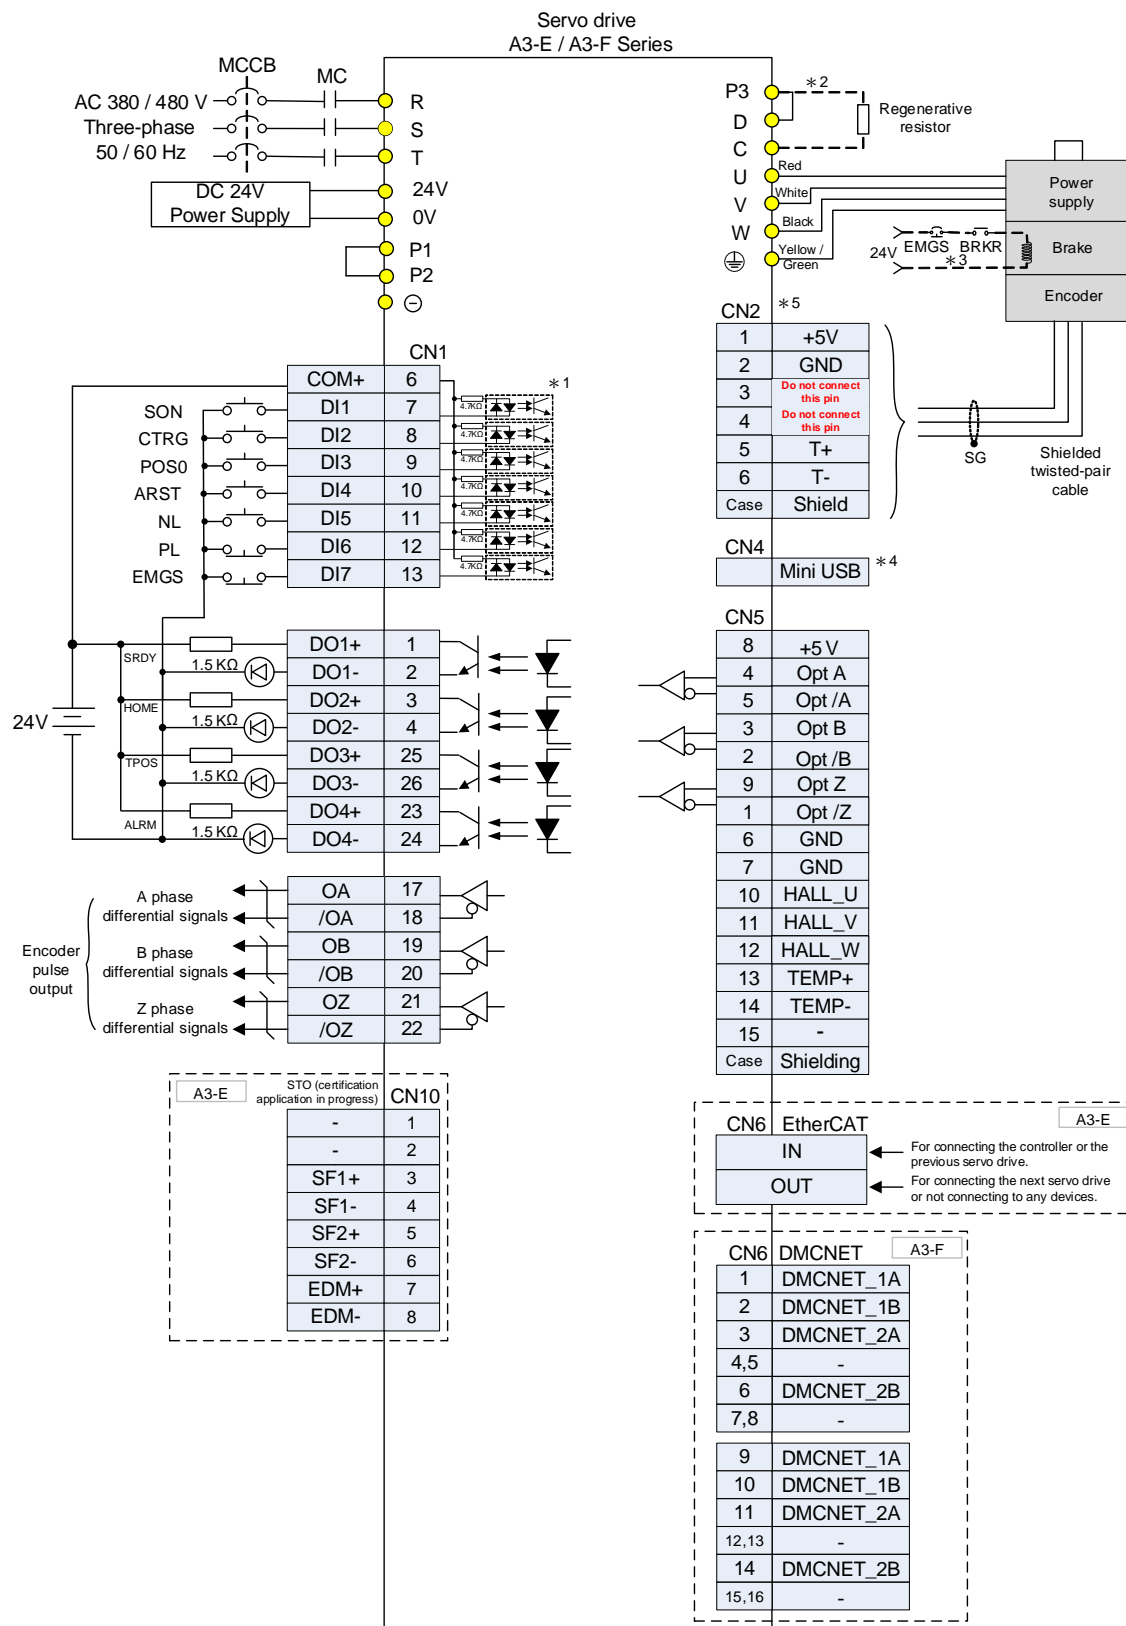 Servo drive
A3-E / A3-F Series
MCCB
MC
AC 380 / 480 V
Three-phase
50 / 60 Hz
R
S
T
DC 24V
Power Supply
24V
0V
P1
P2
P3
D
C
U
V
W
∗2
Regenerative
resistor
Red
White
Black
Yellow /
Green
Power
supply
24V
EMGS
BRKR
∗3
Brake
Encoder
CN2
∗5
1 +5V
2 GND
3 Do not connect
this pin
4 Do not connect
this pin
5 T+
6 T-
Case Shield
SG
Shielded
twisted-pair
cable
CN1
∗1
COM+ 6
SON DI1 7 4.7KΩ
CTRG DI2 8 4.7KΩ
POS0 DI3 9 4.7KΩ
ARST DI4 10 4.7KΩ
NL DI5 11 4.7KΩ
PL DI6 12 4.7KΩ
EMGS DI7 13 4.7KΩ
CN4
Mini USB
∗4
24V
SRDY DO1+ 1
1.5 KΩ DO1- 2
HOME DO2+ 3
1.5 KΩ DO2- 4
TPOS DO3+ 25
1.5 KΩ DO3- 26
ALRM DO4+ 23
1.5 KΩ DO4- 24
CN5
8 +5 V
4 Opt A
5 Opt /A
3 Opt B
2 Opt /B
9 Opt Z
1 Opt /Z
6 GND
7 GND
10 HALL_U
11 HALL_V
12 HALL_W
13 TEMP+
14 TEMP-
15 -
Case Shielding
Encoder
pulse
output
A phase
differential signals
B phase
differential signals
Z phase
differential signals
OA 17
/OA 18
OB 19
/OB 20
OZ 21
/OZ 22
A3-E
STO (certification
application in progress)
CN10
- 1
- 2
SF1+ 3
SF1- 4
SF2+ 5
SF2- 6
EDM+ 7
EDM- 8
CN6 EtherCAT
A3-E
IN
For connecting the controller or the
previous servo drive.
OUT
For connecting the next servo drive
or not connecting to any devices.
CN6 DMCNET
A3-F
1 DMCNET_1A
2 DMCNET_1B
3 DMCNET_2A
4,5 -
6 DMCNET_2B
7,8 -
9 DMCNET_1A
10 DMCNET_1B
11 DMCNET_2A
12,13 -
14 DMCNET_2B
15,16 -